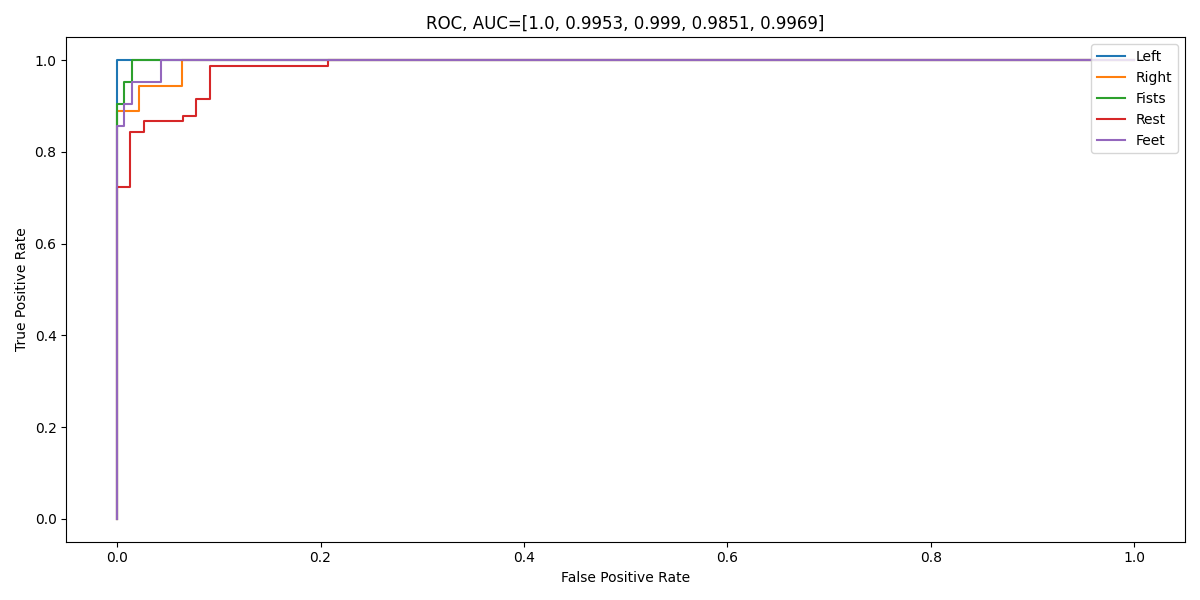 ROC, AUC=[1.0, 0.9953, 0.999, 0.9851, 0.9969]
True Positive Rate
1.0
0.8
0.6
0.4
0.2
0.0
Left
Right
Fists
Rest
Feet
0.0 0.2 0.4 0.6 0.8 1.0
False Positive Rate